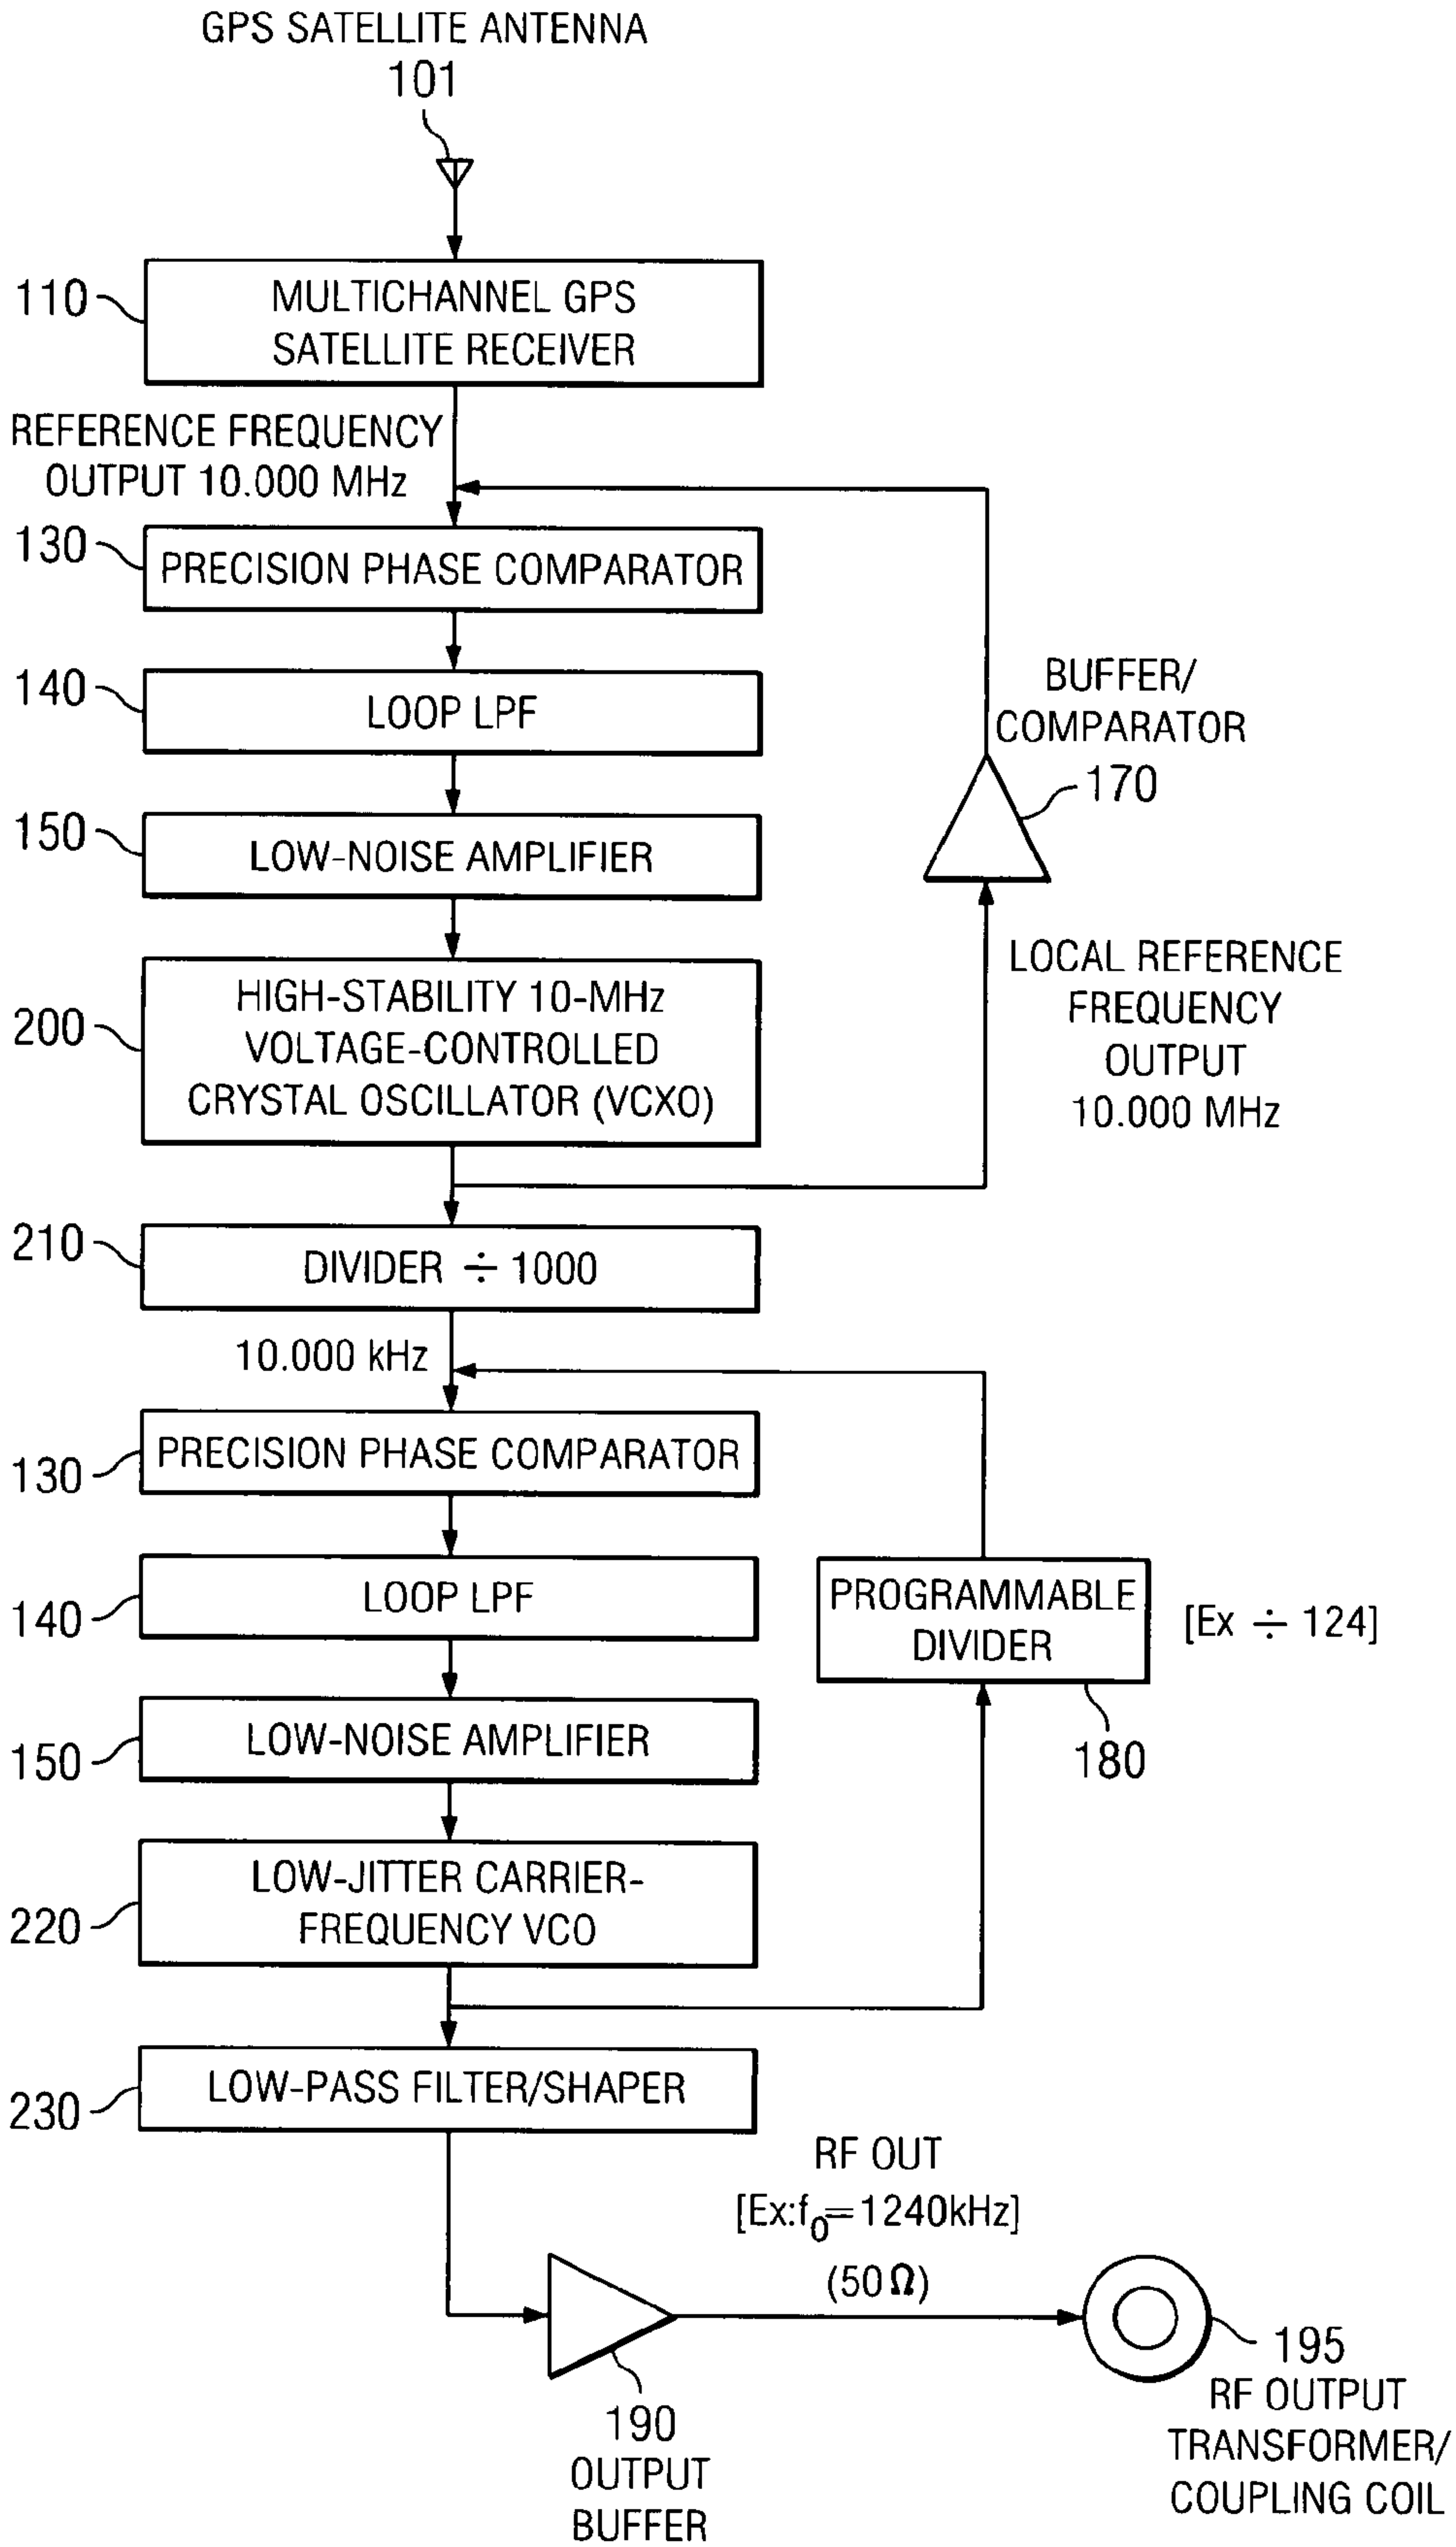 GPS SATELLITE ANTENNA
101
110
MULTICHANNEL GPS
SATELLITE RECEIVER
REFERENCE FREQUENCY
OUTPUT 10.000 MHz
130
PRECISION PHASE COMPARATOR
140
LOOP LPF
BUFFER/
COMPARATOR
170
150
LOW-NOISE AMPLIFIER
LOCAL REFERENCE
FREQUENCY
OUTPUT
10.000 MHz
200
HIGH-STABILITY 10-MHz
VOLTAGE-CONTROLLED
CRYSTAL OSCILLATOR (VCXO)
210
DIVIDER ÷ 1000
10.000 kHz
130
PRECISION PHASE COMPARATOR
140
LOOP LPF
PROGRAMMABLE
DIVIDER
[Ex ÷ 124]
180
150
LOW-NOISE AMPLIFIER
220
LOW-JITTER CARRIER-
FREQUENCY VCO
230
LOW-PASS FILTER/SHAPER
RF OUT
[Ex:f0=1240kHz]
(50Ω)
190
OUTPUT
BUFFER
195
RF OUTPUT
TRANSFORMER/
COUPLING COIL